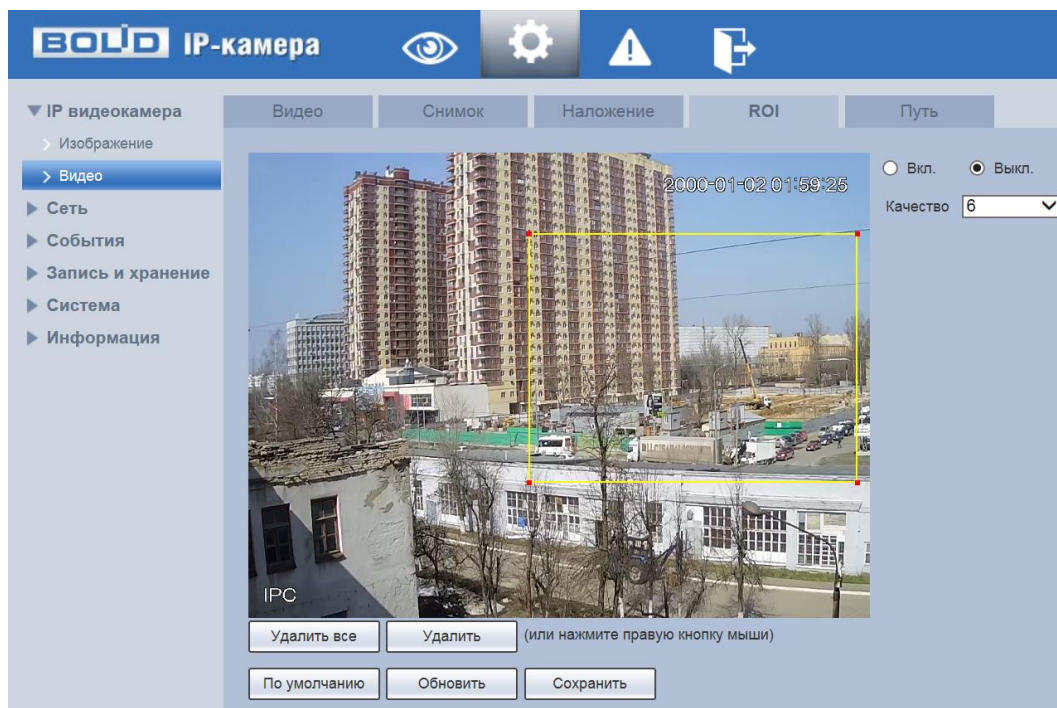 BOLID IP-камера
IP видеокамера
Изображение
Видео
Сеть
События
Запись и хранение
Система
Информация
Видео Снимок Наложение ROI Путь
2000-01-02 01:59:25
Вкл. Выкл.
Качество 6
IPC
Удалить все Удалить (или нажмите правую кнопку мыши)
По умолчанию Обновить Сохранить